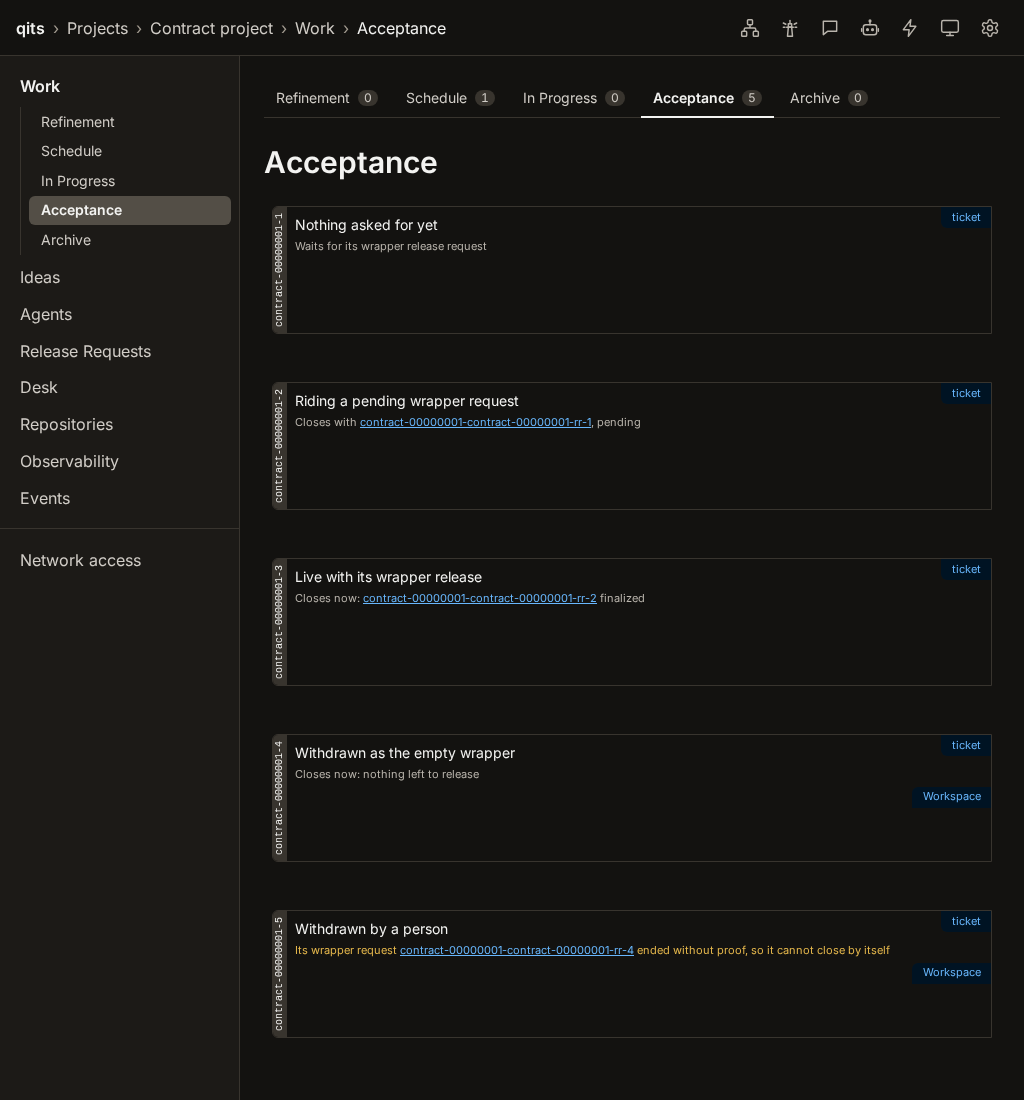 qits › Projects › Contract project › Work › Acceptance
Work
Refinement
Schedule
In Progress
Acceptance
Archive
Ideas
Agents
Release Requests
Desk
Repositories
Observability
Events
Network access
Refinement 0 Schedule 1 In Progress 0 Acceptance 5 Archive 0
Acceptance
contract-00000001-1
Nothing asked for yet
ticket
Waits for its wrapper release request
contract-00000001-2
Riding a pending wrapper request
ticket
Closes with contract-00000001-contract-00000001-rr-1, pending
contract-00000001-3
Live with its wrapper release
ticket
Closes now: contract-00000001-contract-00000001-rr-2 finalized
contract-00000001-4
Withdrawn as the empty wrapper
ticket
Closes now: nothing left to release
Workspace
contract-00000001-5
Withdrawn by a person
ticket
Its wrapper request contract-00000001-contract-00000001-rr-4 ended without proof, so it cannot close by itself
Workspace